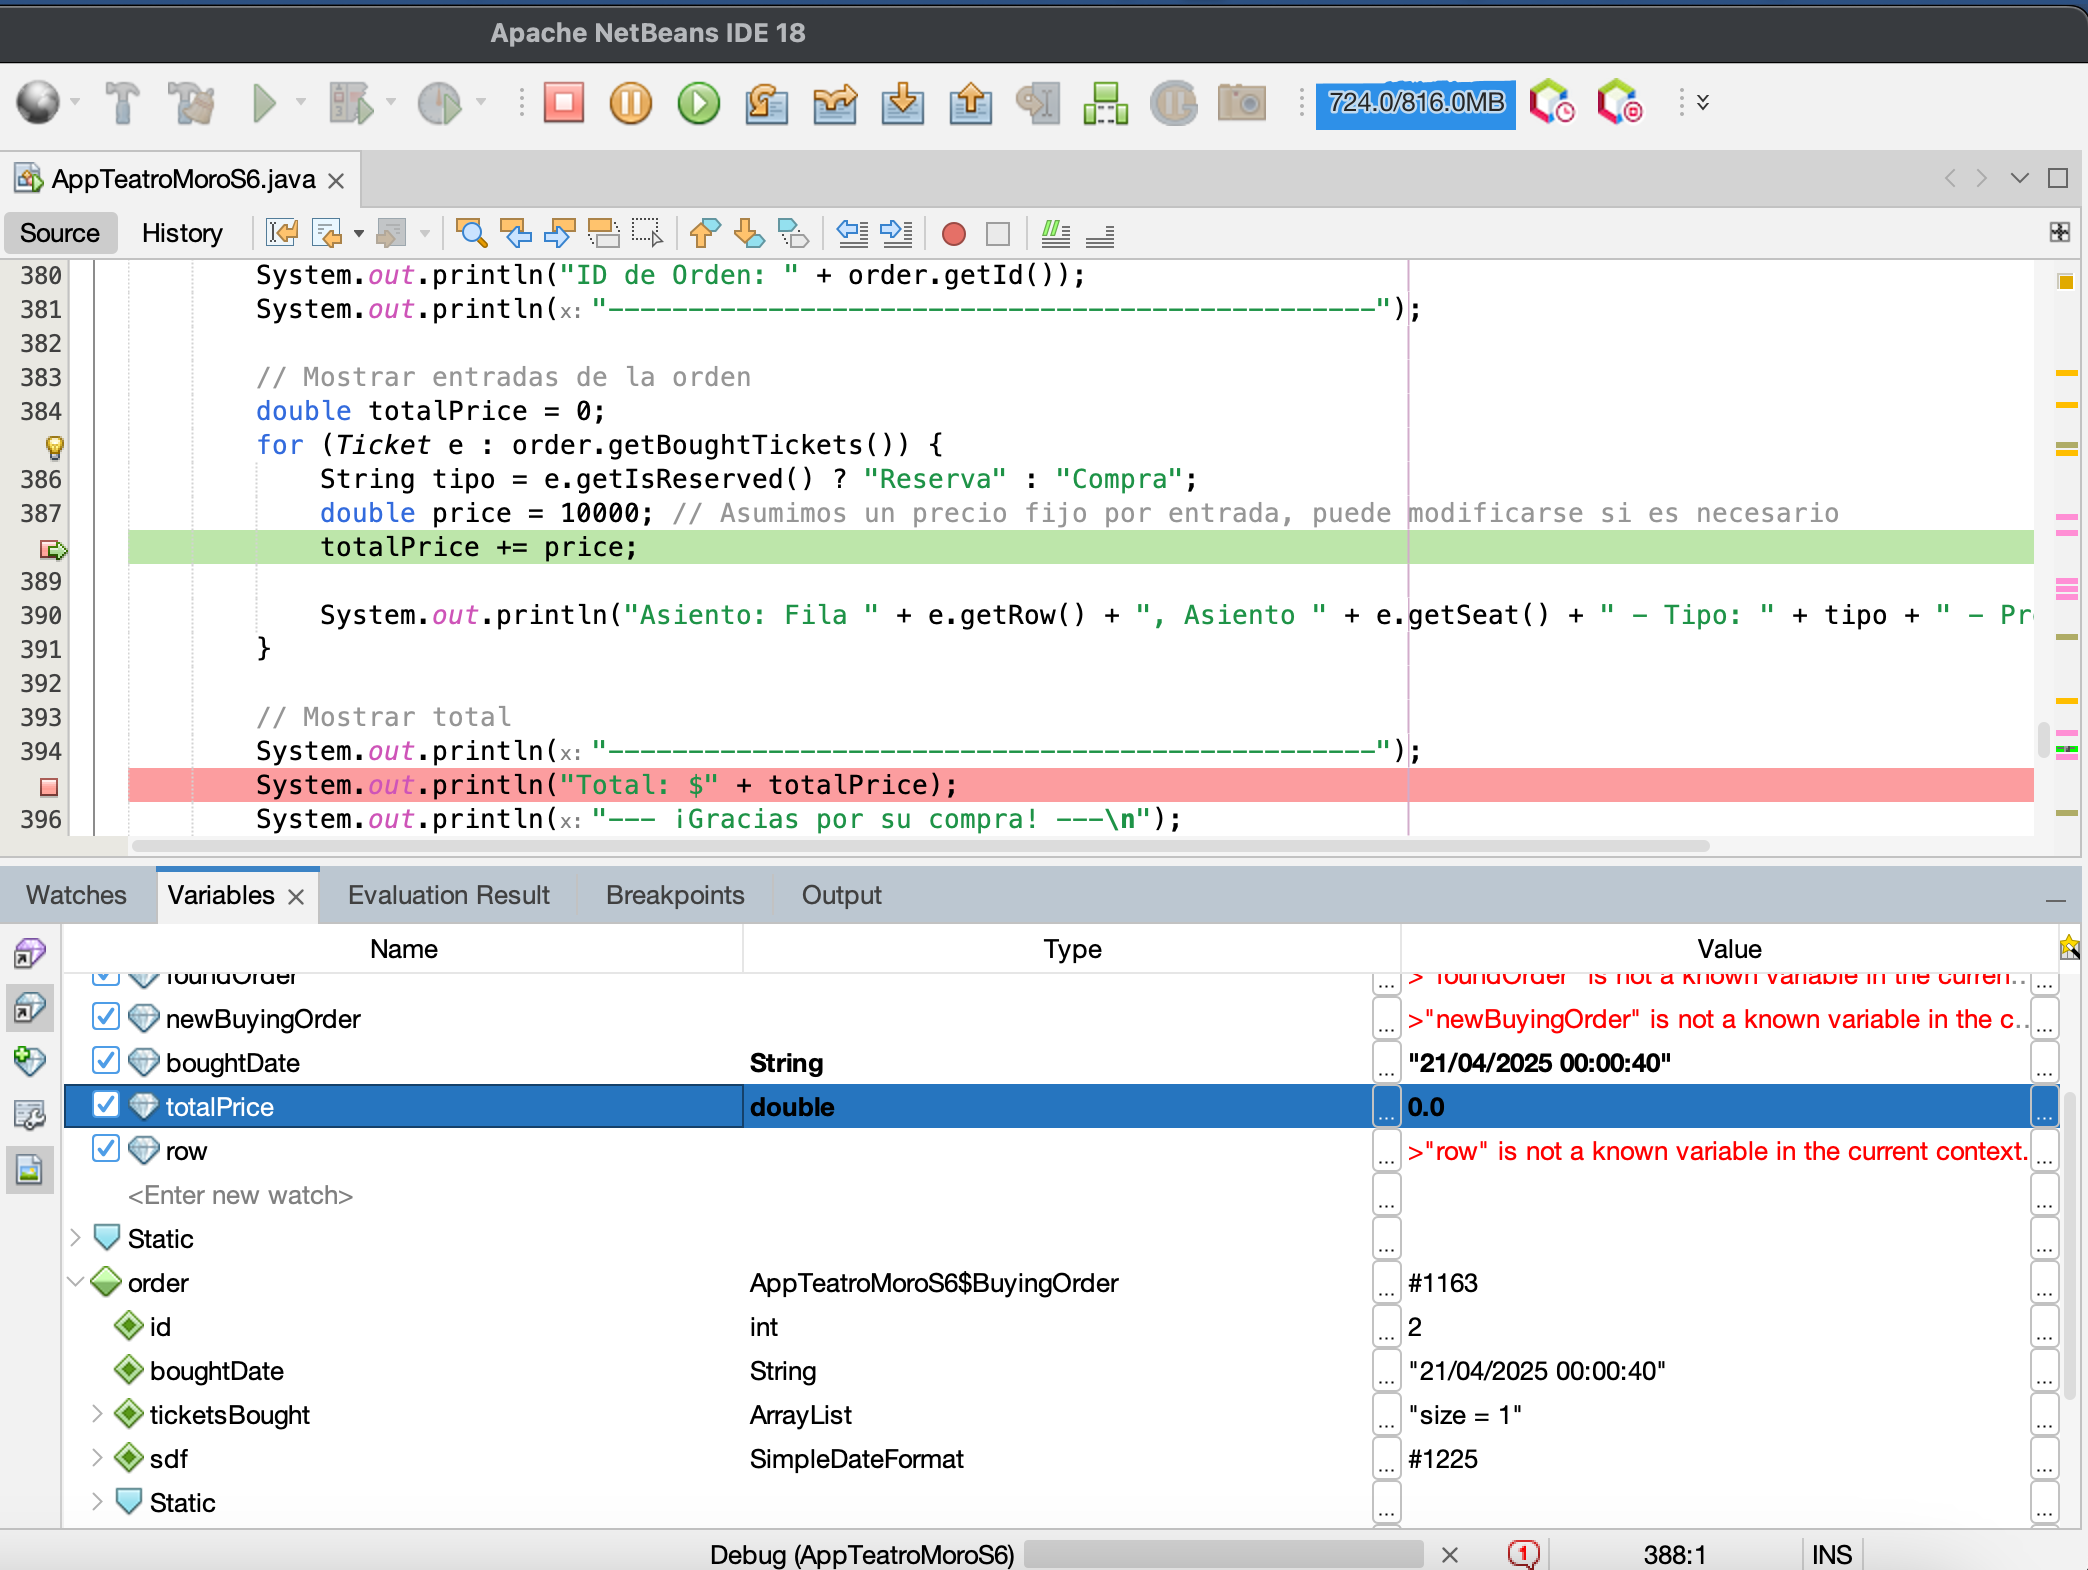 Apache NetBeans IDE 18
724.0/816.0MB
AppTeatroMoroS6.java
Source History
380 System.out.println("ID de Orden: " + order.getId());
381 System.out.println(x: "------------------------------------------------");
382
383 // Mostrar entradas de la orden
384 double totalPrice = 0;
for (Ticket e : order.getBoughtTickets()) {
386 String tipo = e.getIsReserved() ? "Reserva" : "Compra";
387 double price = 10000; // Asumimos un precio fijo por entrada, puede modificarse si es necesario
totalPrice += price;
389
390 System.out.println("Asiento: Fila " + e.getRow() + ", Asiento " + e.getSeat() + " - Tipo: " + tipo + " - Pr
391 }
392
393 // Mostrar total
394 System.out.println(x: "------------------------------------------------");
System.out.println("Total: $" + totalPrice);
396 System.out.println(x: "--- ¡Gracias por su compra! ---\n");
Watches Variables Evaluation Result Breakpoints Output
Name Type Value
foundOrder ... >"foundOrder" is not a known variable in the curren... ...
newBuyingOrder ... >"newBuyingOrder" is not a known variable in the c... ...
boughtDate String ... "21/04/2025 00:00:40" ...
totalPrice double ... 0.0 ...
row ... >"row" is not a known variable in the current context. ...
<Enter new watch> ... ...
Static ... ...
order AppTeatroMoroS6$BuyingOrder ... #1163 ...
id int ... 2 ...
boughtDate String ... "21/04/2025 00:00:40" ...
ticketsBought ArrayList ... "size = 1" ...
sdf SimpleDateFormat ... #1225 ...
Static ... ...
Debug (AppTeatroMoroS6) 1 388:1 INS